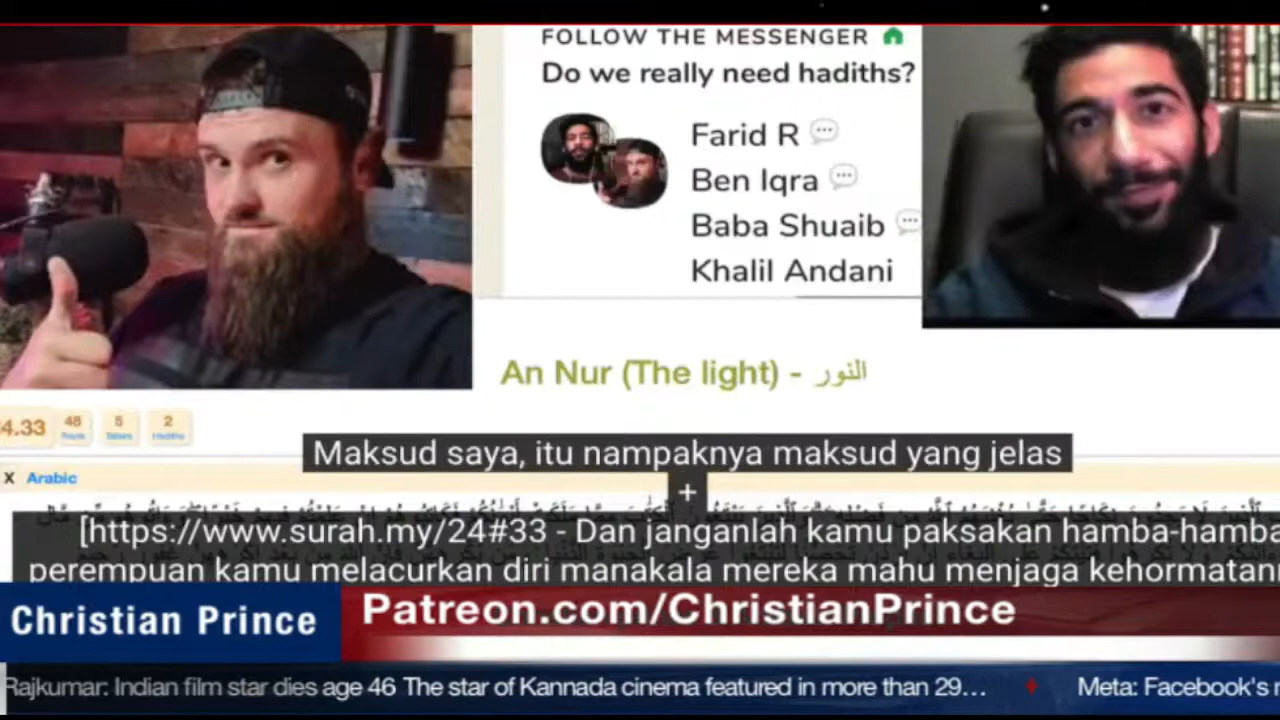 FOLLOW THE MESSENGER
Do we really need hadiths?
Farid R
Ben Iqra
Baba Shuaib
Khalil Andani
An Nur (The light) - النور
4.33
48
5
2
Hadiths
X Arabic
Maksud saya, itu nampaknya maksud yang jelas
+
[https://www.surah.my/24#33 - Dan janganlah kamu paksakan hamba-hamba
perempuan kamu melacurkan diri manakala mereka mahu menjaga kehormatan
Christian Prince
Patreon.com/ChristianPrince
Rajkumar: Indian film star dies age 46 The star of Kannada cinema featured in more than 29... Meta: Facebook's